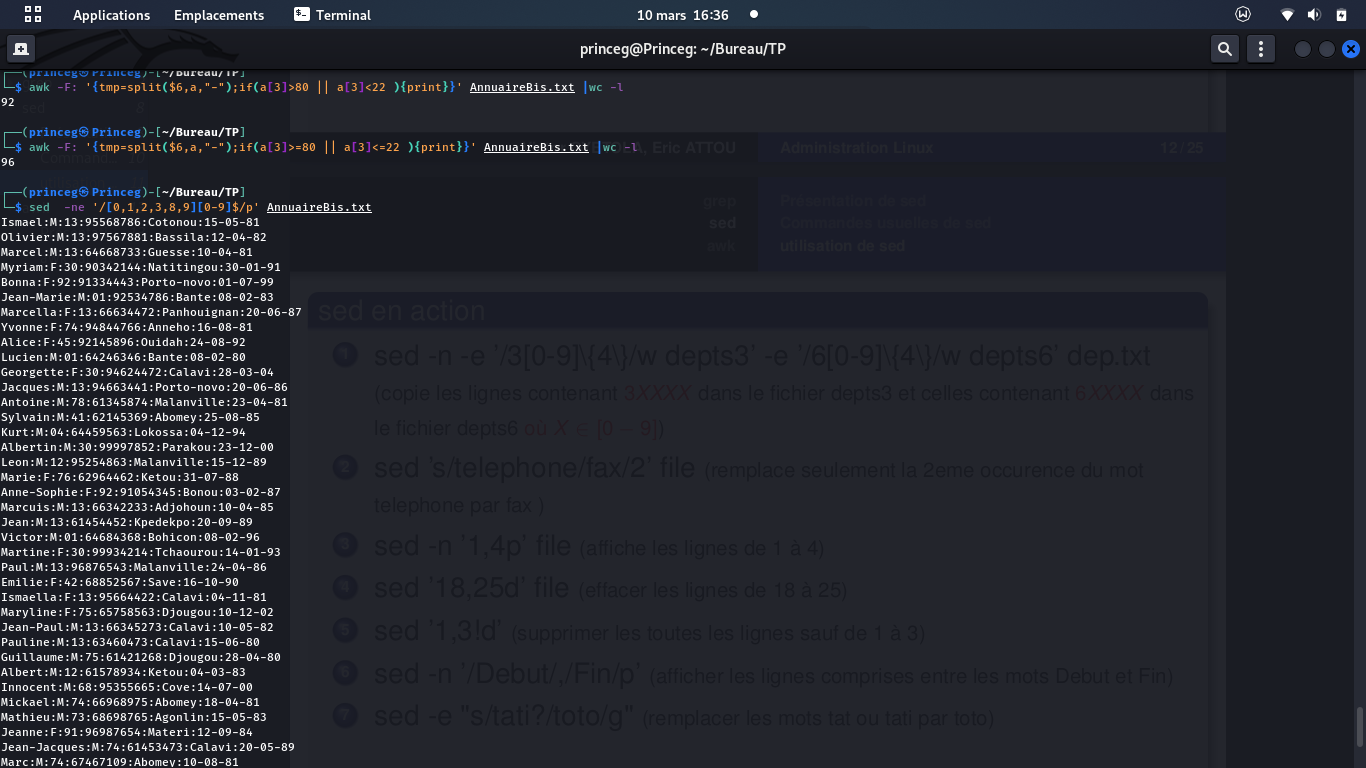 Applications Emplacements Terminal 10 mars 16:36
princeg@Princeg: ~/Bureau/TP
┌──(princeg㉿Princeg)-[~/Bureau/TP]
└─$ awk -F: '{tmp=split($6,a,"-");if(a[3]>80 || a[3]<22 ){print}}' AnnuaireBis.txt |wc -l
92
┌──(princeg㉿Princeg)-[~/Bureau/TP]
└─$ awk -F: '{tmp=split($6,a,"-");if(a[3]>=80 || a[3]<=22 ){print}}' AnnuaireBis.txt |wc -l
96
Eric ATTOU Administration Linux 12/25
┌──(princeg㉿Princeg)-[~/Bureau/TP]
└─$ sed  -ne '/[0,1,2,3,8,9][0-9]$/p' AnnuaireBis.txt
Ismael:M:13:95568786:Cotonou:15-05-81
Olivier:M:13:97567881:Bassila:12-04-82
Marcel:M:13:64668733:Guesse:10-04-81
Myriam:F:30:90342144:Natitingou:30-01-91
Bonna:F:92:91334443:Porto-novo:01-07-99
Jean-Marie:M:01:92534786:Bante:08-02-83
Marcella:F:13:66634472:Panhouignan:20-06-87
Yvonne:F:74:94844766:Anneho:16-08-81
Alice:F:45:92145896:Ouidah:24-08-92
Lucien:M:01:64246346:Bante:08-02-80
Georgette:F:30:94624472:Calavi:28-03-04
Jacques:M:13:94663441:Porto-novo:20-06-86
Antoine:M:78:61345874:Malanville:23-04-81
Sylvain:M:41:62145369:Abomey:25-08-85
Kurt:M:04:64459563:Lokossa:04-12-94
Albertin:M:30:99997852:Parakou:23-12-00
Leon:M:12:95254863:Malanville:15-12-89
Marie:F:76:62964462:Ketou:31-07-88
Anne-Sophie:F:92:91054345:Bonou:03-02-87
Marcuis:M:13:66342233:Adjohoun:10-04-85
Jean:M:13:61454452:Kpedekpo:20-09-89
Victor:M:01:64684368:Bohicon:08-02-96
Martine:F:30:99934214:Tchaourou:14-01-93
Paul:M:13:96876543:Malanville:24-04-86
Emilie:F:42:68852567:Save:16-10-90
Ismaella:F:13:95664422:Calavi:04-11-81
Maryline:F:75:65758563:Djougou:10-12-02
Jean-Paul:M:13:66345273:Calavi:10-05-82
Pauline:M:13:63460473:Calavi:15-06-80
Guillaume:M:75:61421268:Djougou:28-04-80
Albert:M:12:61578934:Ketou:04-03-83
Innocent:M:68:95355665:Cove:14-07-00
Mickael:M:74:66968975:Abomey:18-04-81
Mathieu:M:73:68698765:Agonlin:15-05-83
Jeanne:F:91:96987654:Materi:12-09-84
Jean-Jacques:M:74:61453473:Calavi:20-05-89
Marc:M:74:67467109:Abomey:10-08-81
grep Présentation de sed
sed Commandes usuelles de sed
awk utilisation de sed
sed en action
1 sed -n -e '/3[0-9]\{4\}/w depts3' -e '/6[0-9]\{4\}/w depts6' dep.txt
(copie les lignes contenant 3XXXX dans le fichier depts3 et celles contenant 6XXXX dans
le fichier depts6 où X ∈ [0 - 9])
2 sed 's/telephone/fax/2' file (remplace seulement la 2eme occurence du mot
telephone par fax )
3 sed -n '1,4p' file (affiche les lignes de 1 à 4)
4 sed '18,25d' file (effacer les lignes de 18 à 25)
5 sed '1,3!d' (supprimer les toutes les lignes sauf de 1 à 3)
6 sed -n '/Debut/,/Fin/p' (afficher les lignes comprises entre les mots Debut et Fin)
7 sed -e "s/tati?/toto/g" (remplacer les mots tat ou tati par toto)